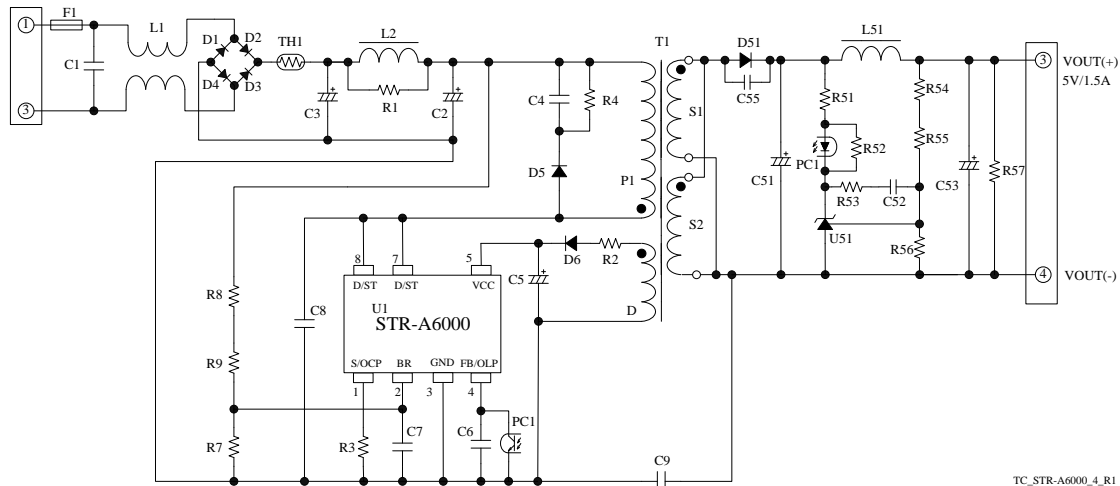 F1
L1
1
C1
3
D1
D2
D4
D3
TH1
L2
R1
C3
C2
C4
R4
D5
P1
T1
S1
S2
D
D51
C55
L51
R51
R52
PC1
R53
C52
U51
C51
R54
R55
R56
C53
R57
3
VOUT(+)
5V/1.5A
4
VOUT(-)
D6
R2
C5
8
7
5
D/ST
D/ST
VCC
U1
STR-A6000
S/OCP
BR
GND
FB/OLP
1
2
3
4
C8
R8
R9
R7
R3
C7
C6
PC1
C9
TC_STR-A6000_4_R1